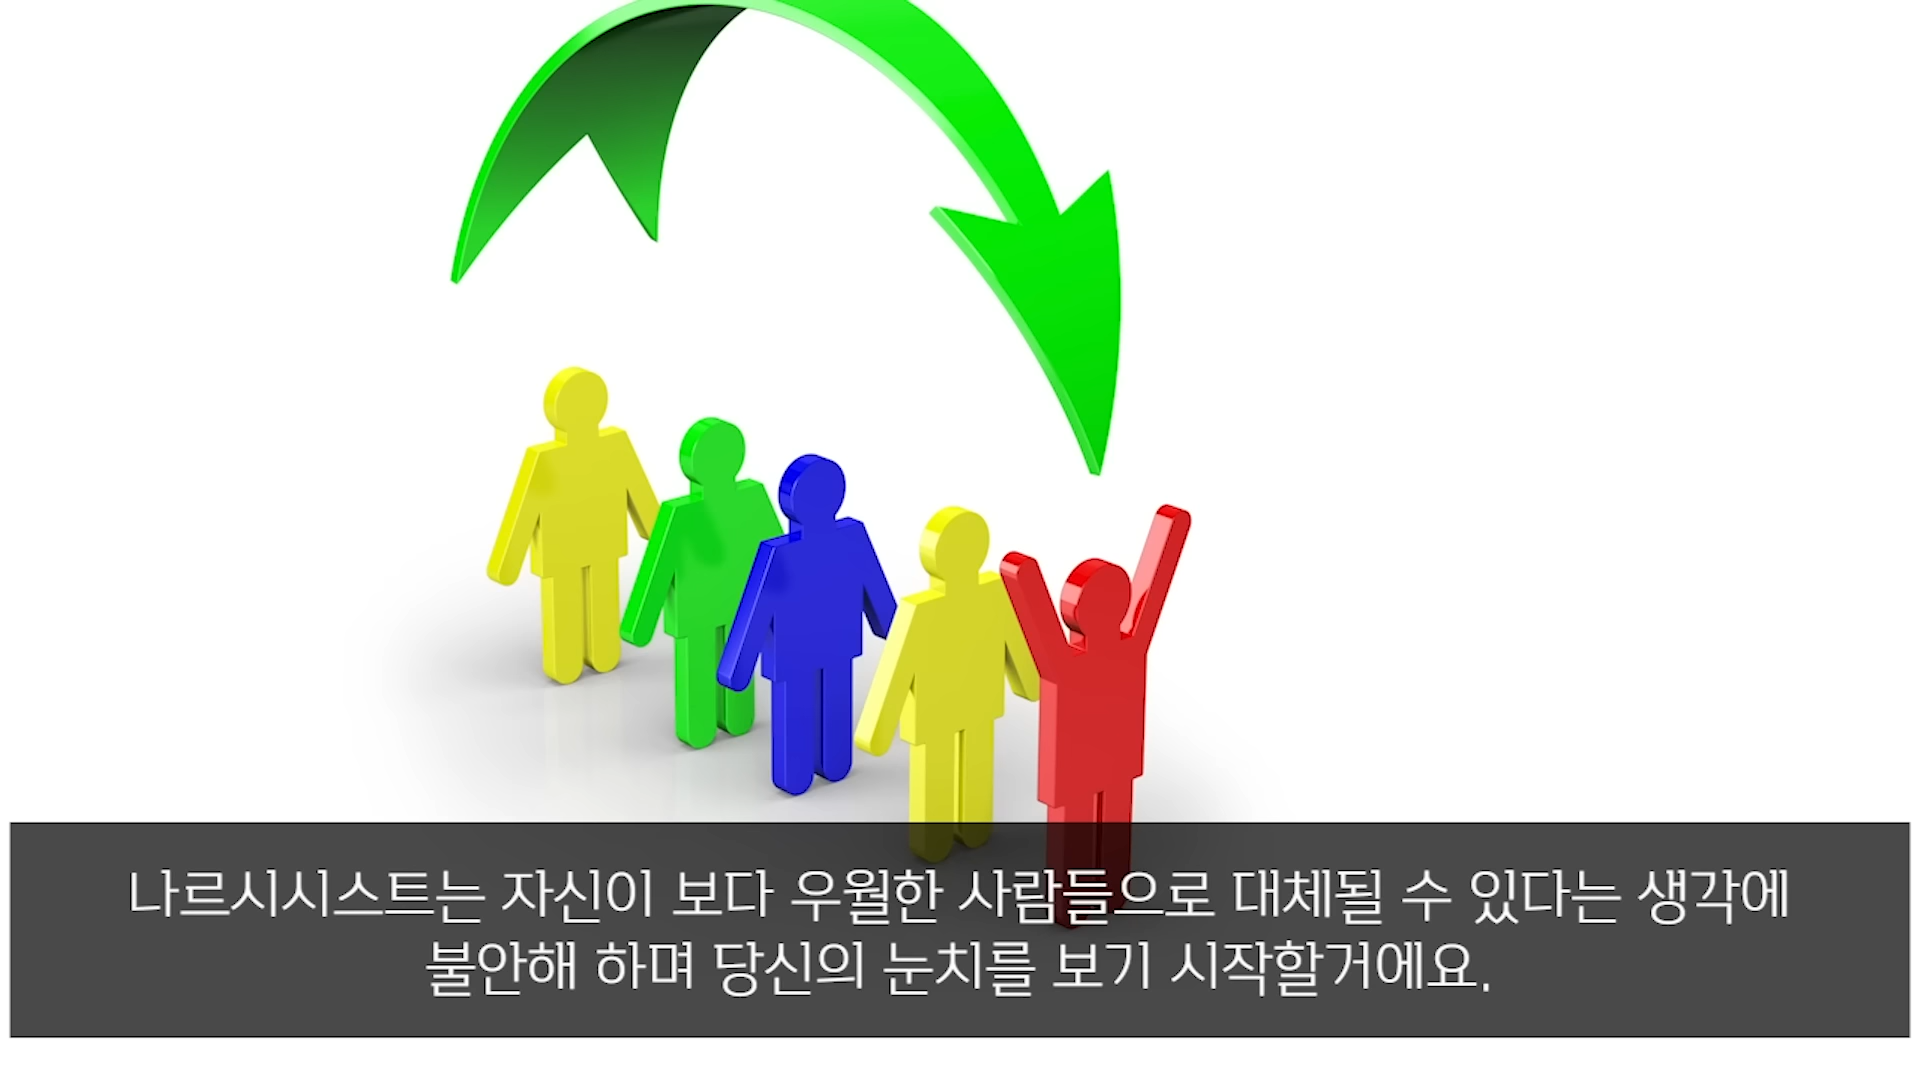 나르시시스트는 자신이 보다 우월한 사람들으로 대체될 수 있다는 생각에
불안해 하며 당신의 눈치를 보기 시작할거에요.